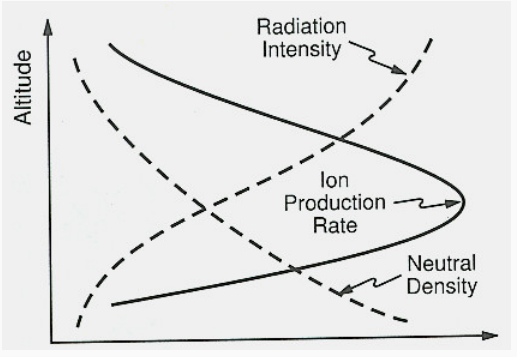 Radiation
Intensity
Altitude
Ion
Production
Rate
Neutral
Density